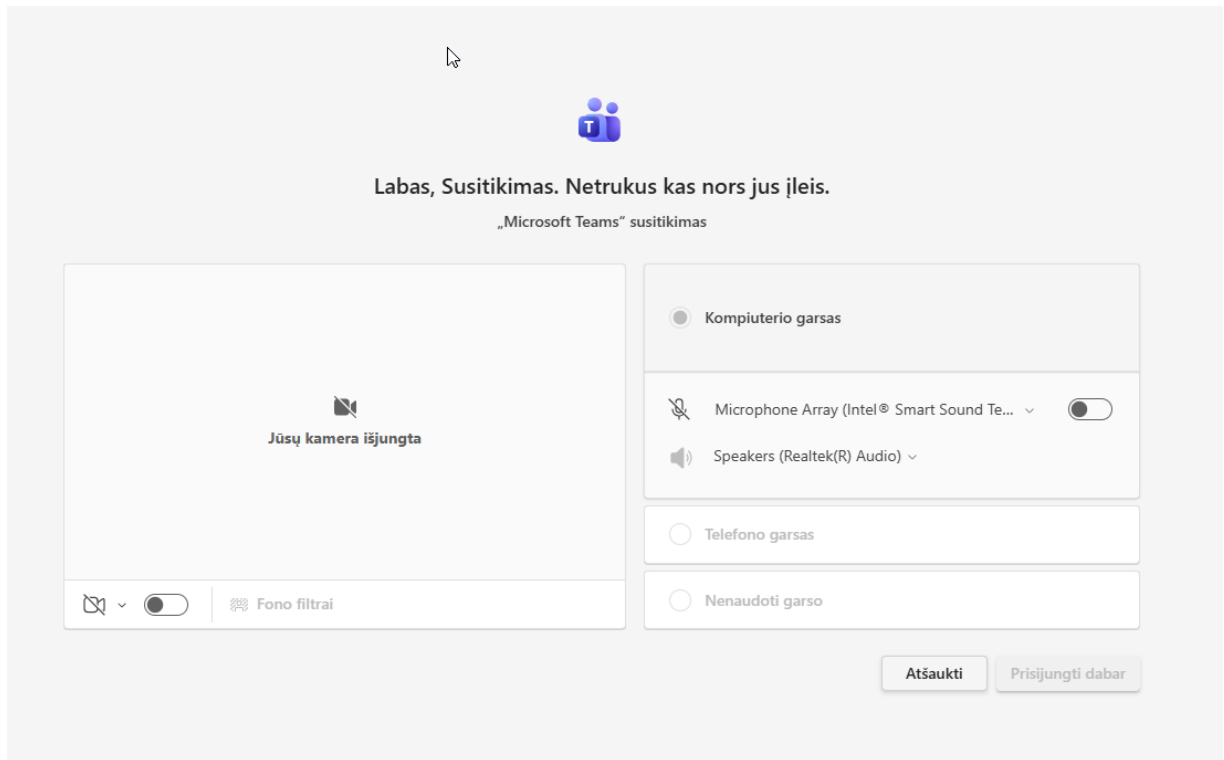 T
Labas, Susitikimas. Netrukus kas nors jus įleis.
„Microsoft Teams“ susitikimas
Jūsų kamera išjungta
Fono filtrai
Kompiuterio garsas
Microphone Array (Intel® Smart Sound Te...
Speakers (Realtek(R) Audio)
Telefono garsas
Nenaudoti garso
Atšaukti
Prisijungti dabar